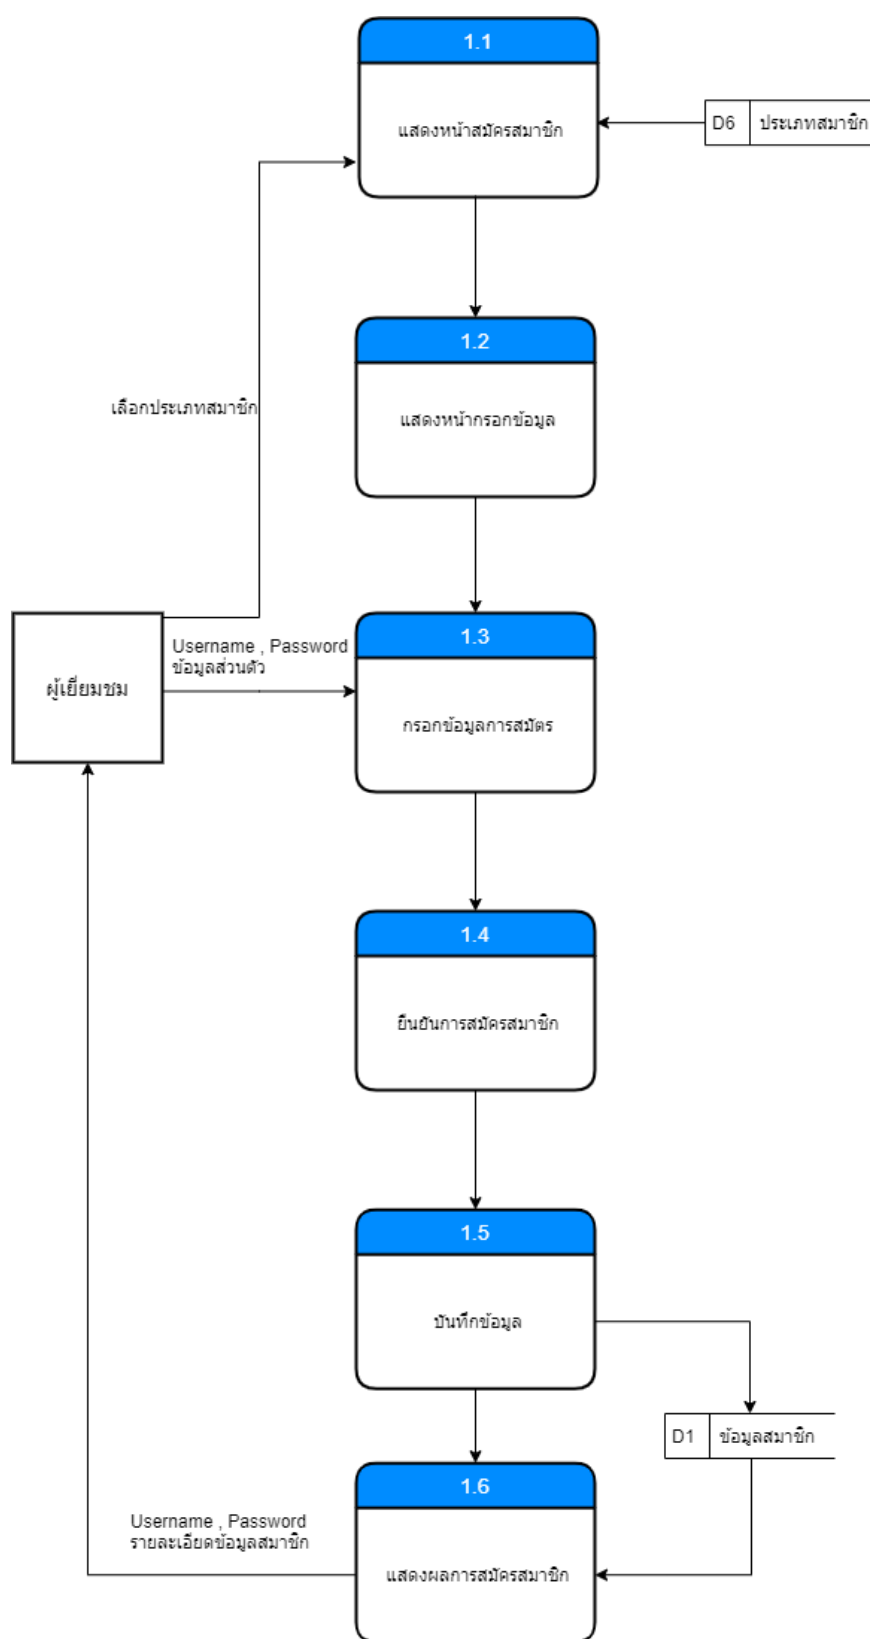 1.1
แสดงหน้าสมัครสมาชิก
D6
ประเภทสมาชิก
1.2
แสดงหน้ากรอกข้อมูล
เลือกประเภทสมาชิก
1.3
Username , Password
ข้อมูลส่วนตัว
ผู้เยี่ยมชม
กรอกข้อมูลการสมัตร
1.4
ยืนยันการสมัครสมาชิก
1.5
บันทึกข้อมูล
D1
ข้อมูลสมาชิก
1.6
Username , Password
รายละเอียดข้อมูลสมาชิก
แสดงผลการสมัครสมาชิก